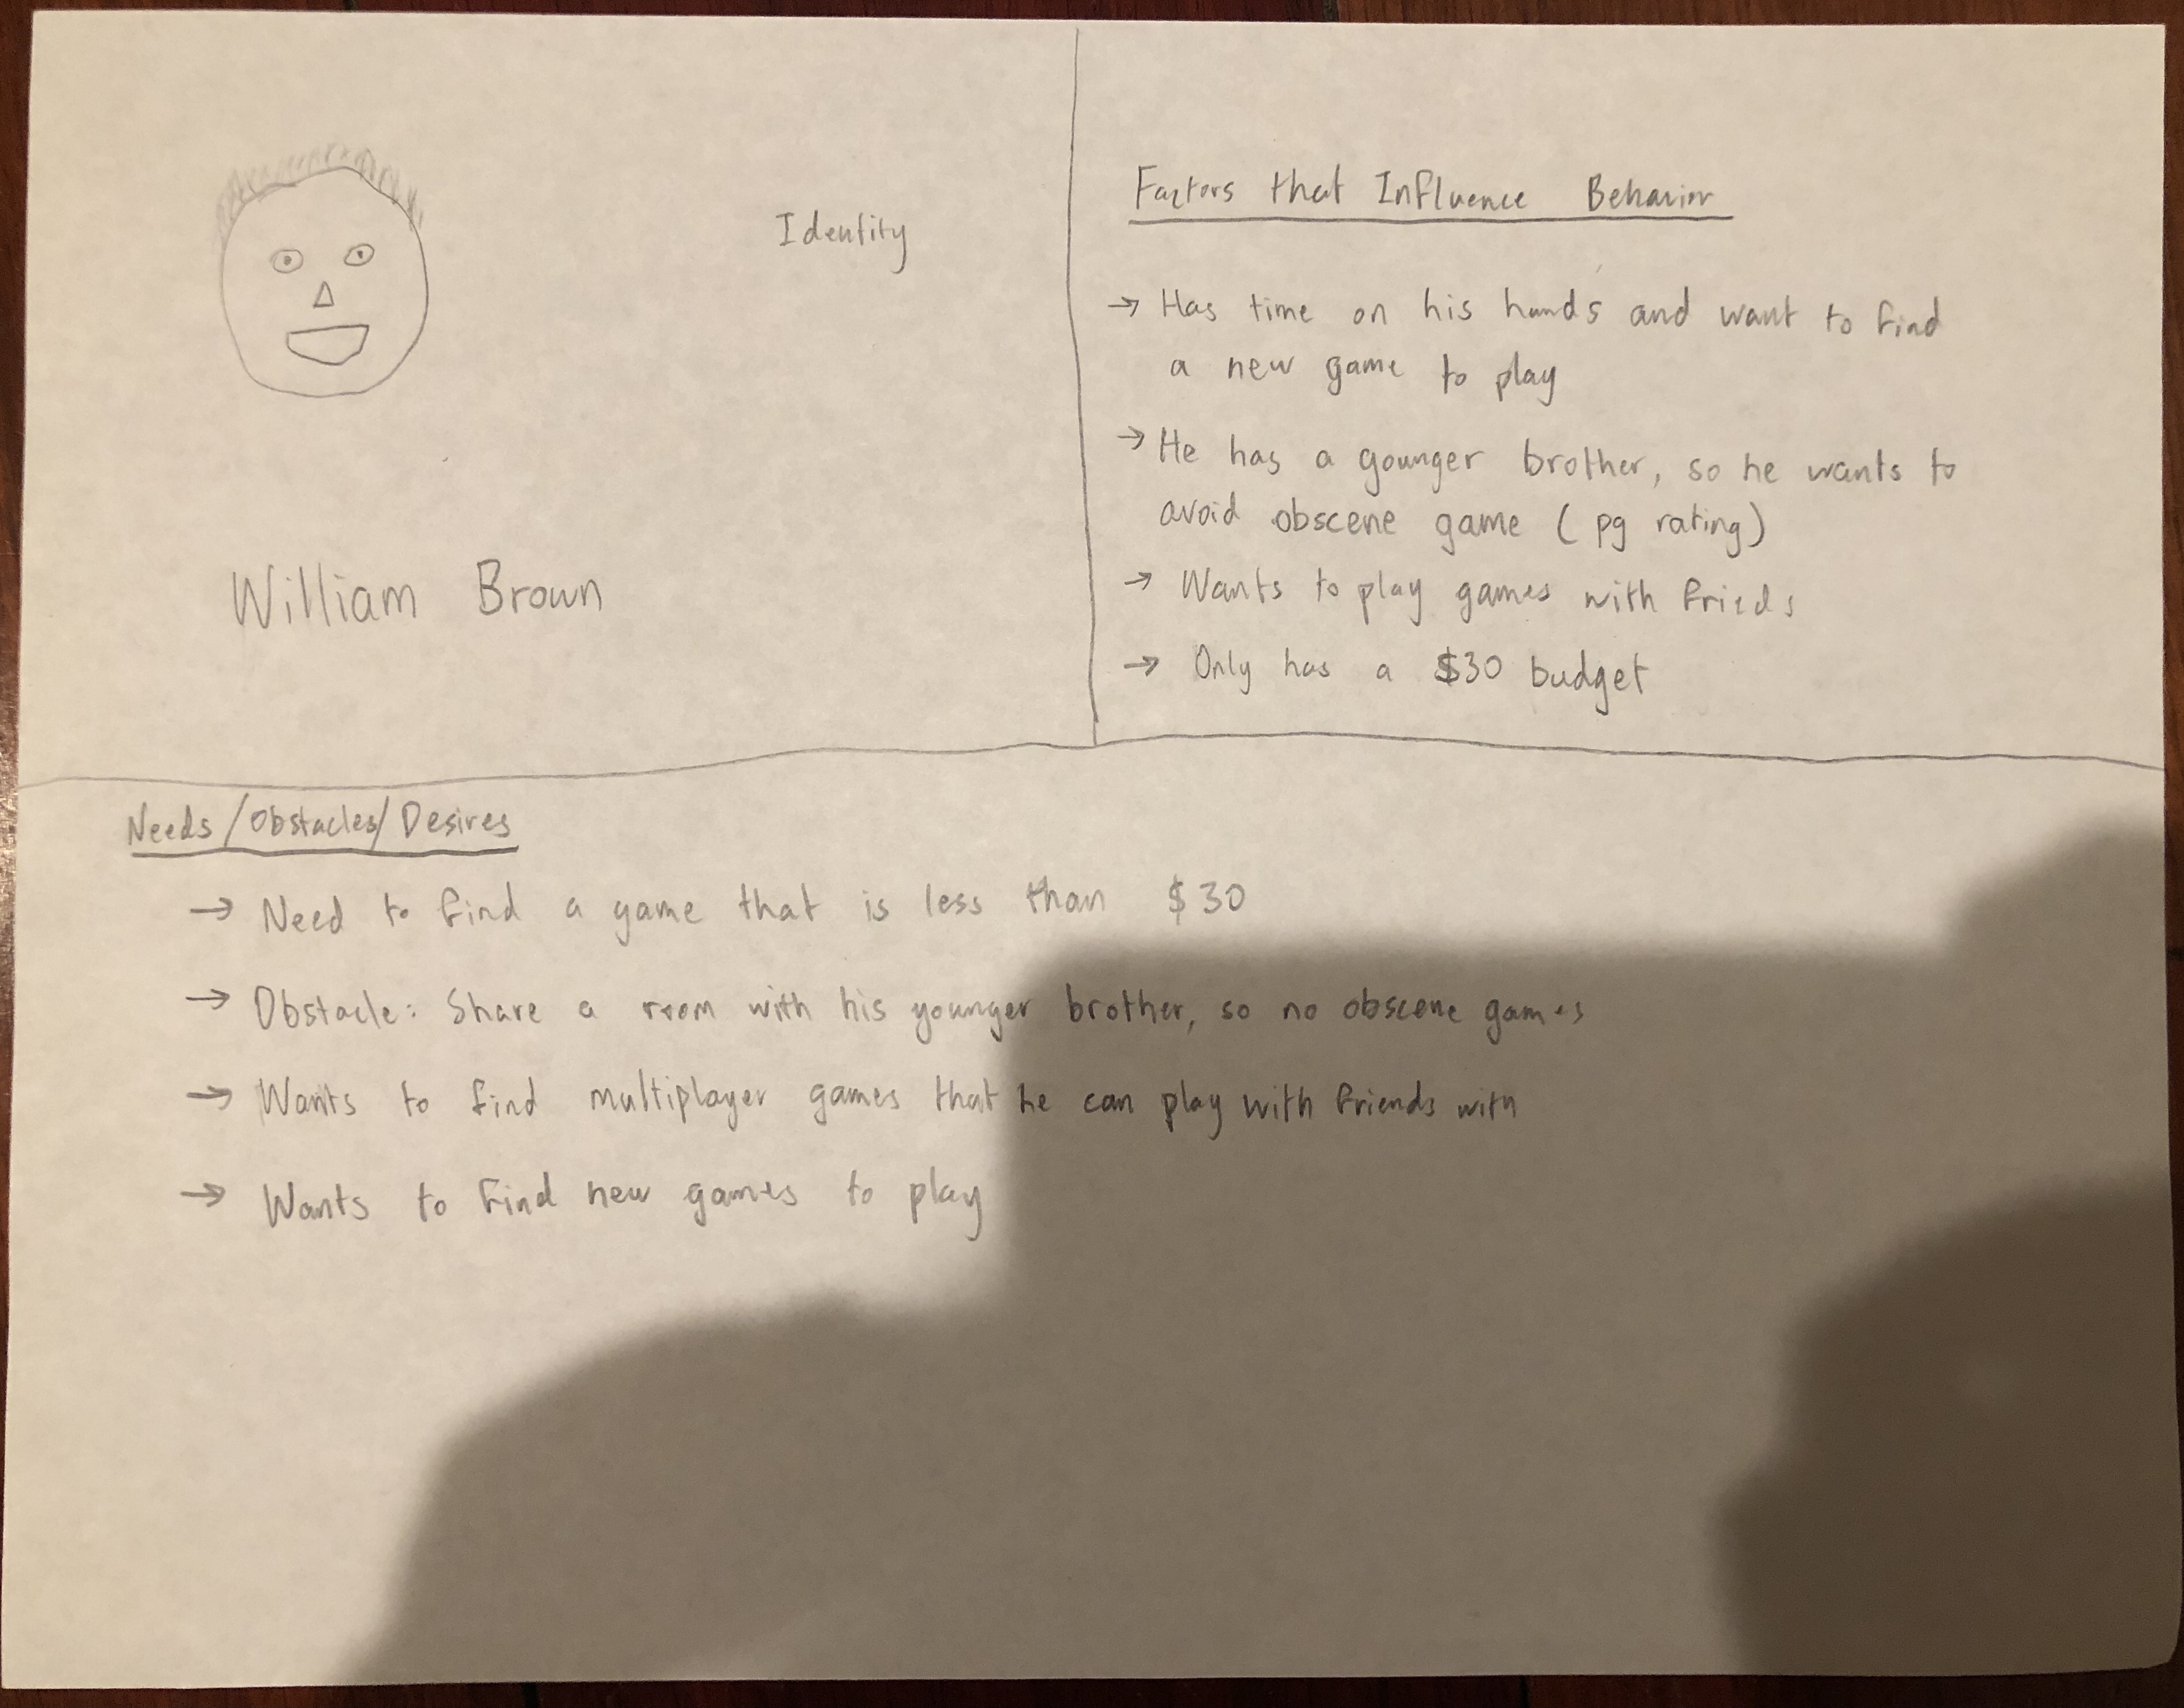 Identity
William Brown
Factors that Influence Behavior
→ Has time on his hands and want to find
a new game to play
→ He has a younger brother, so he wants to
avoid obscene game (pg rating)
→ Wants to play games with frieds
→ Only has a $30 budget
Needs/Obstacles/Desires
→ Need to find a game that is less than $30
→ Obstacle: Share a room with his younger brother, so no obscene games
→ Wants to find multiplayer games that he can play with friends with
→ Wants to find new games to play